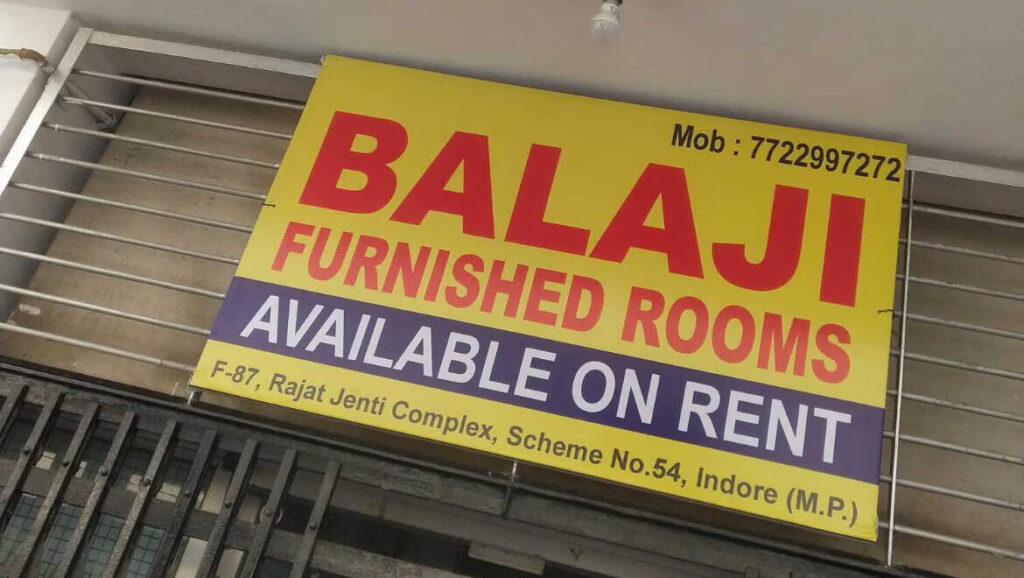 Mob : 7722997272
BALAJI
FURNISHED ROOMS
AVAILABLE ON RENT
F-87, Rajat Jenti Complex, Scheme No.54, Indore (M.P.)